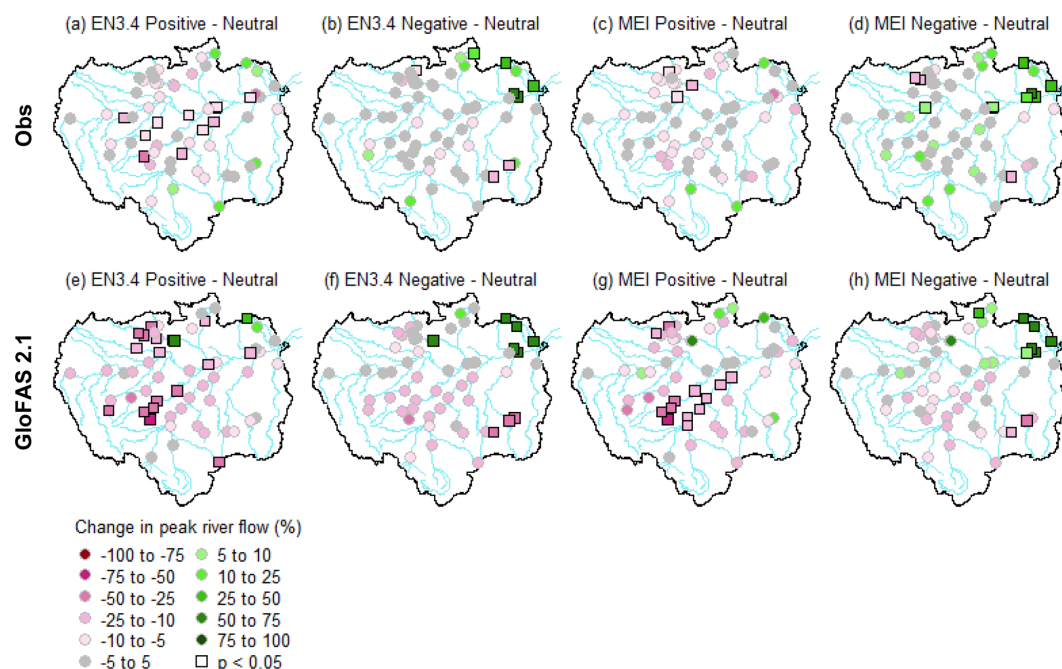 (a) EN3.4 Positive - Neutral
(b) EN3.4 Negative - Neutral
(c) MEI Positive - Neutral
(d) MEI Negative - Neutral
Obs
(e) EN3.4 Positive - Neutral
(f) EN3.4 Negative - Neutral
(g) MEI Positive - Neutral
(h) MEI Negative - Neutral
GloFAS 2.1
Change in peak river flow (%)
-100 to -75
-75 to -50
-50 to -25
-25 to -10
-10 to -5
-5 to 5
5 to 10
10 to 25
25 to 50
50 to 75
75 to 100
p < 0.05